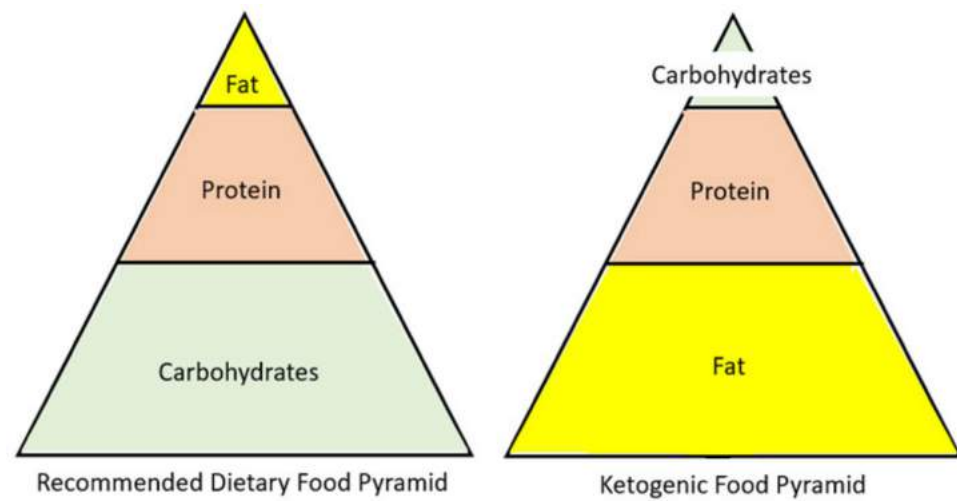 Fat
Protein
Carbohydrates
Recommended Dietary Food Pyramid
Carbohydrates
Protein
Fat
Ketogenic Food Pyramid